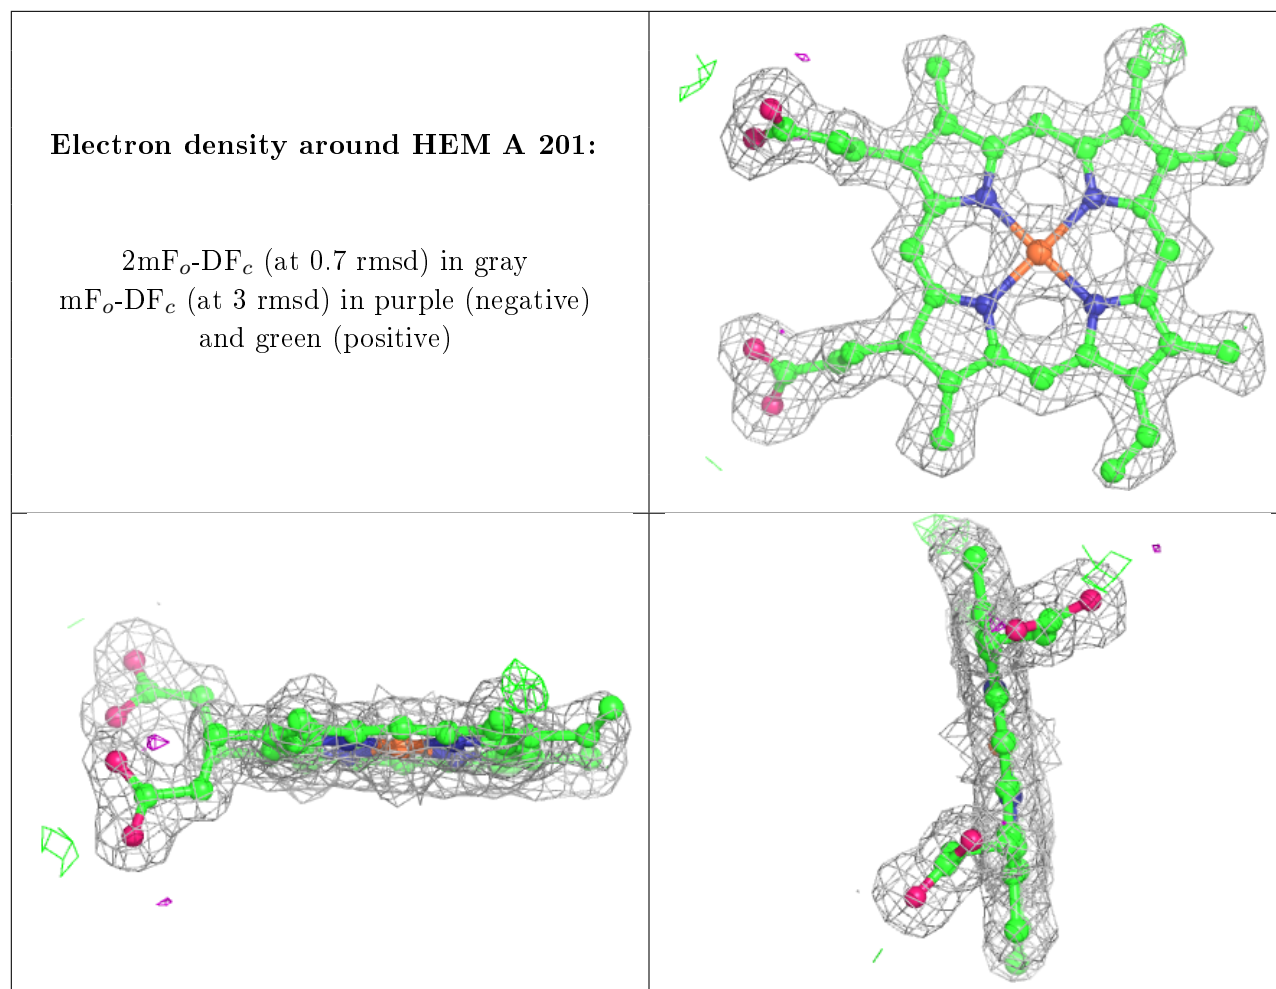 Electron density around HEM A 201:
2mFo-DFc (at 0.7 rmsd) in gray
mFo-DFc (at 3 rmsd) in purple (negative)
and green (positive)